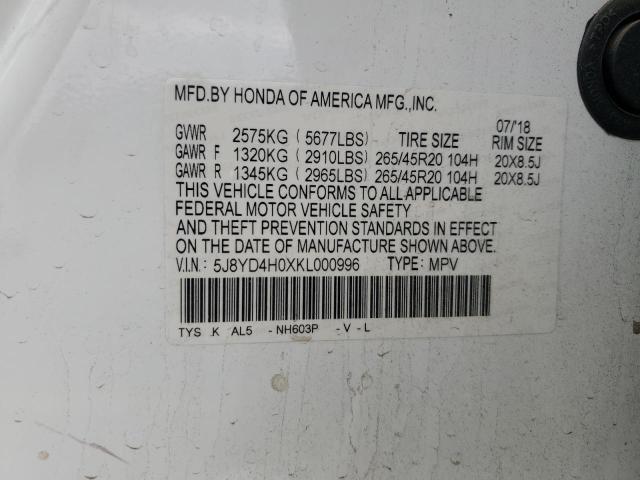 MFD.BY HONDA OF AMERICA MFG.,INC.
07/'18
GVWR 2575KG ( 5677LBS) TIRE SIZE RIM SIZE
GAWR F 1320KG ( 2910LBS) 265/45R20 104H 20X8.5J
GAWR R 1345KG ( 2965LBS) 265/45R20 104H 20X8.5J
THIS VEHICLE CONFORMS TO ALL APPLICABLE
FEDERAL MOTOR VEHICLE SAFETY
AND THEFT PREVENTION STANDARDS IN EFFECT
ON THE DATE OF MANUFACTURE SHOWN ABOVE.
V.I.N.: 5J8YD4H0XKL000996 TYPE: MPV
TYS K AL5 - NH603P - V - L